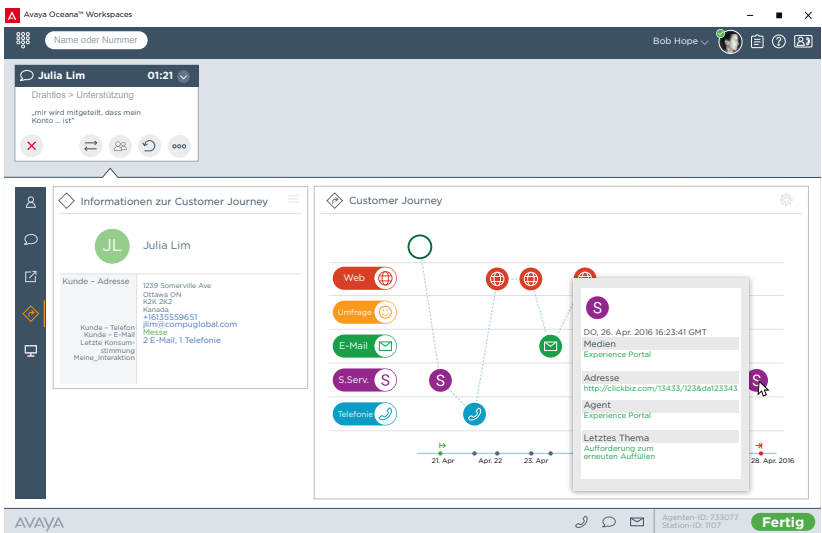 Avaya Oceana™ Workspaces
Name oder Nummer
Bob Hope
Julia Lim 01:21
Drahtlos > Unterstützung
„mir wird mitgeteilt, dass mein
Konto ... ist“
Informationen zur Customer Journey
JL
Julia Lim
Kunde – Adresse
1239 Somerville Ave
Ottawa ON
K2K 2K2
Kanada
Kunde – Telefon
+16135559651
Kunde – E-Mail
jlim@compuglobal.com
Letzte Konsum-
stimmung
Messe
Meine_Interaktion
2 E-Mail, 1 Telefonie
Customer Journey
Web
Umfrage
E-Mail
S.Serv. S
S
S
Telefonie
21. Apr
Apr. 22
23. Apr
28. Apr. 2016
S
DO, 26. Apr. 2016 16:23:41 GMT
Medien
Experience Portal
Adresse
http://clickbiz.com/13433/123&da123343
Agent
Experience Portal
Letztes Thema
Aufforderung zum
erneuten Auffüllen
AVAYA
Agenten-ID: 733077
Station-ID: 1107
Fertig